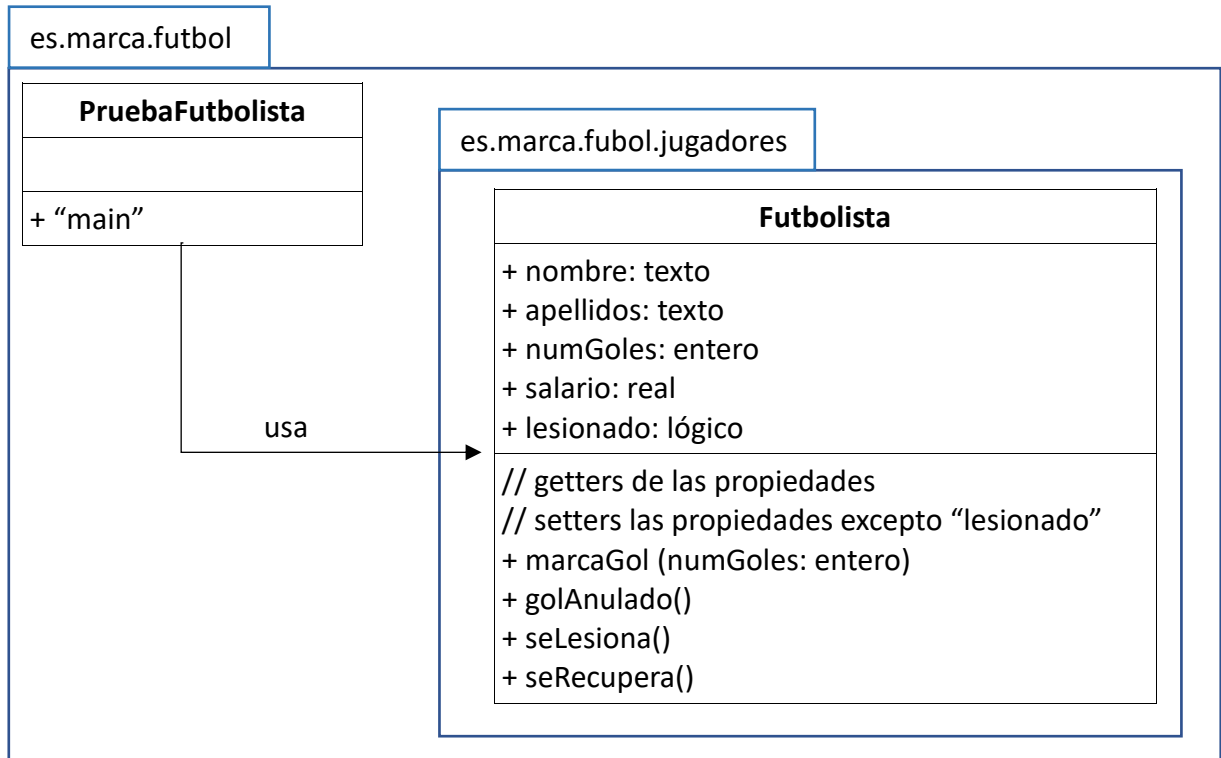 es.marca.futbol
PruebaFutbolista
+ “main”
usa
es.marca.fubol.jugadores
Futbolista
+ nombre: texto
+ apellidos: texto
+ numGoles: entero
+ salario: real
+ lesionado: lógico
// getters de las propiedades
// setters las propiedades excepto “lesionado”
+ marcaGol (numGoles: entero)
+ golAnulado()
+ seLesiona()
+ seRecupera()